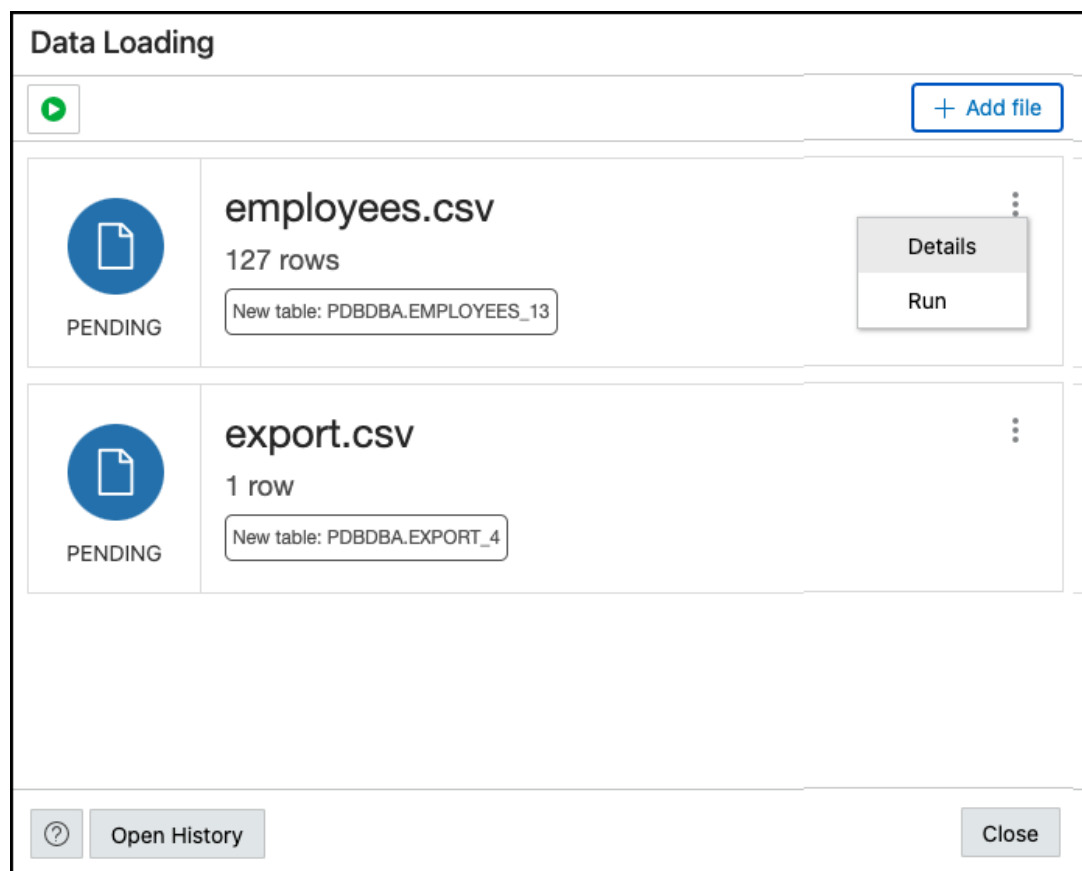 Data Loading
+ Add file
employees.csv
127 rows
New table: PDBDBA.EMPLOYEES_13
PENDING
Details
Run
export.csv
1 row
New table: PDBDBA.EXPORT_4
PENDING
?
Open History
Close